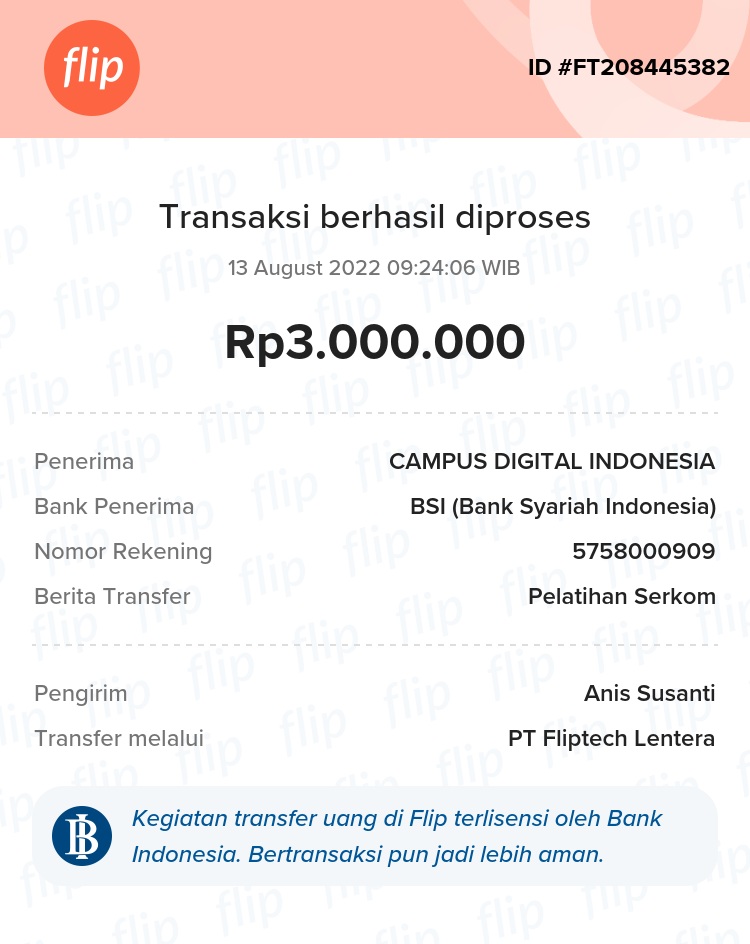 flip
ID #FT208445382
Transaksi berhasil diproses
13 August 2022 09:24:06 WIB
Rp3.000.000
Penerima CAMPUS DIGITAL INDONESIA
Bank Penerima BSI (Bank Syariah Indonesia)
Nomor Rekening 5758000909
Berita Transfer Pelatihan Serkom
Pengirim Anis Susanti
Transfer melalui PT Fliptech Lentera
Kegiatan transfer uang di Flip terlisensi oleh Bank
Indonesia. Bertransaksi pun jadi lebih aman.